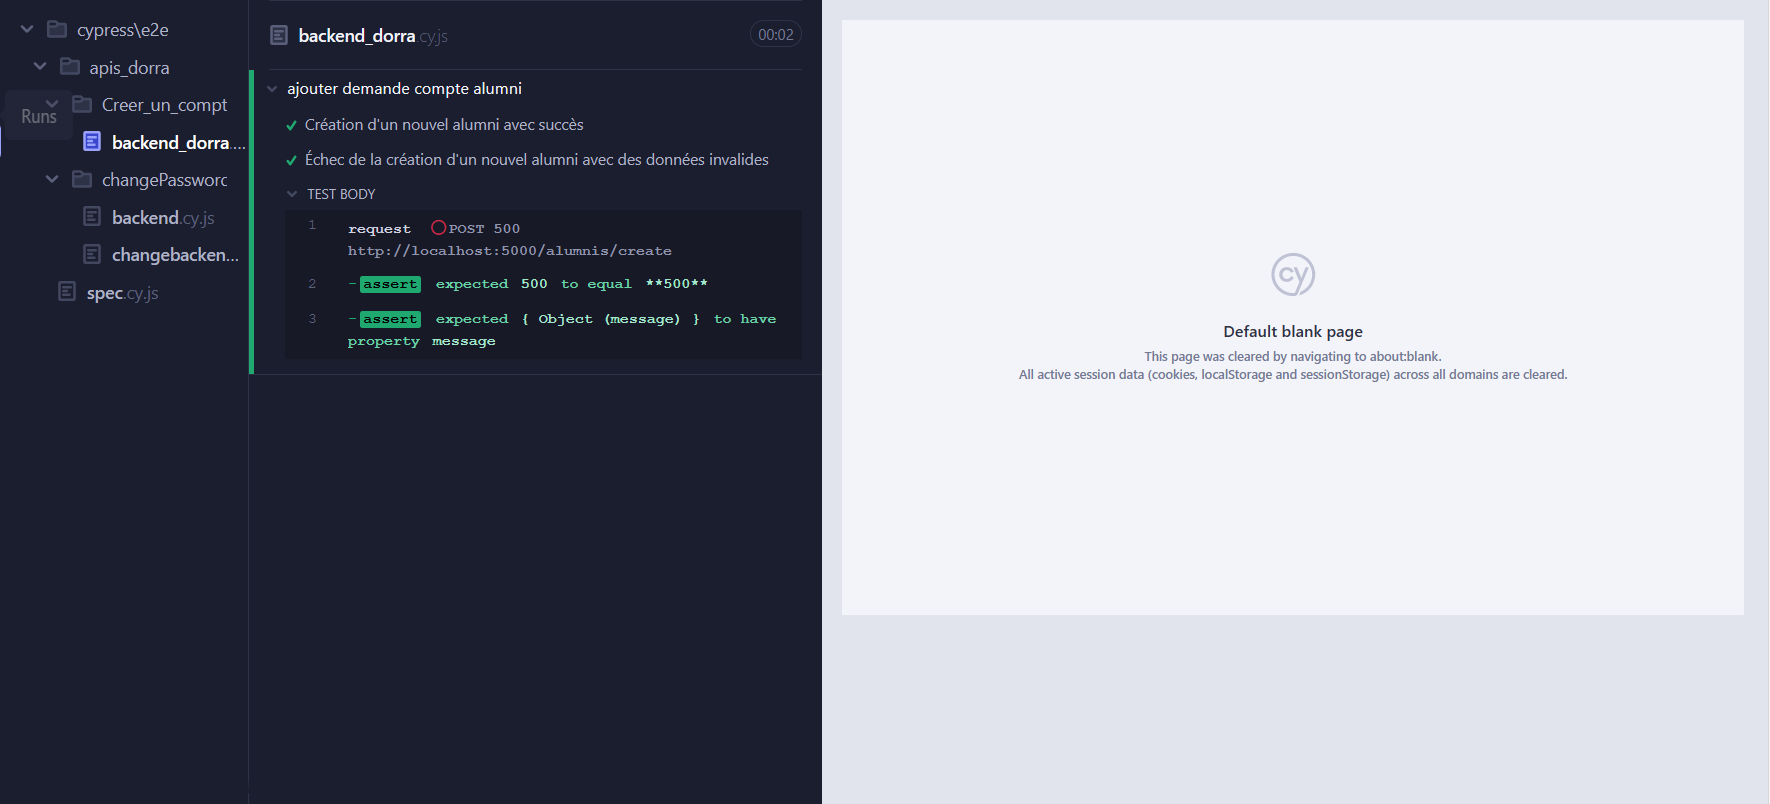 cypress\e2e
apis_dorra
Creer_un_compt
Runs
backend_dorra....
changePassword
backend.cy.js
changebacken...
spec.cy.js
backend_dorra.cy.js
00:02
ajouter demande compte alumni
Création d'un nouvel alumni avec succès
Échec de la création d'un nouvel alumni avec des données invalides
TEST BODY
1 request POST 500
http://localhost:5000/alumnis/create
2 -assert expected 500 to equal **500**
3 -assert expected { Object (message) } to have
property message
cy
Default blank page
This page was cleared by navigating to about:blank.
All active session data (cookies, localStorage and sessionStorage) across all domains are cleared.